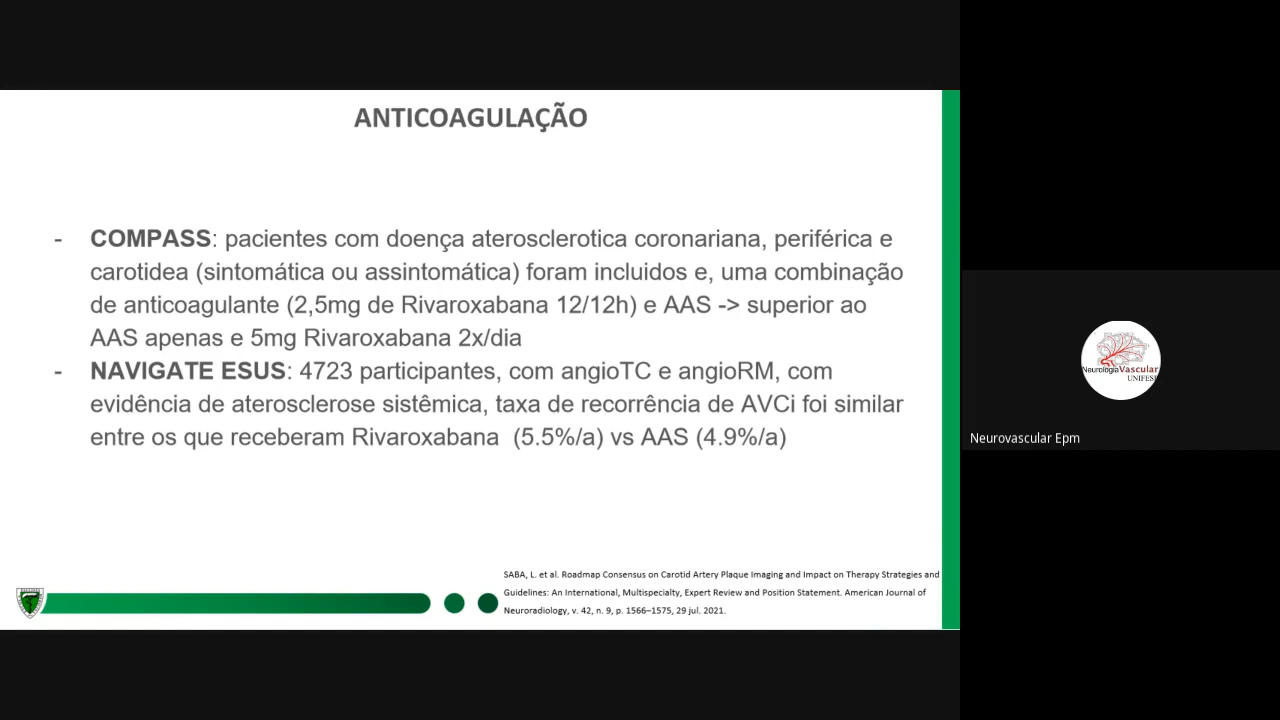 ANTICOAGULAÇÃO
- COMPASS: pacientes com doença aterosclerotica coronariana, periférica e
carotidea (sintomática ou assintomática) foram incluidos e, uma combinação
de anticoagulante (2,5mg de Rivaroxabana 12/12h) e AAS -> superior ao
AAS apenas e 5mg Rivaroxabana 2x/dia
- NAVIGATE ESUS: 4723 participantes, com angioTC e angioRM, com
evidência de aterosclerose sistêmica, taxa de recorrência de AVCi foi similar
entre os que receberam Rivaroxabana (5.5%/a) vs AAS (4.9%/a)
SABA, L. et al. Roadmap Consensus on Carotid Artery Plaque Imaging and Impact on Therapy Strategies and
Guidelines: An International, Multispecialty, Expert Review and Position Statement. American Journal of
Neuroradiology, v. 42, n. 9, p. 1566–1575, 29 jul. 2021.
NeurologiaVascular
UNIFESP
Neurovascular Epm